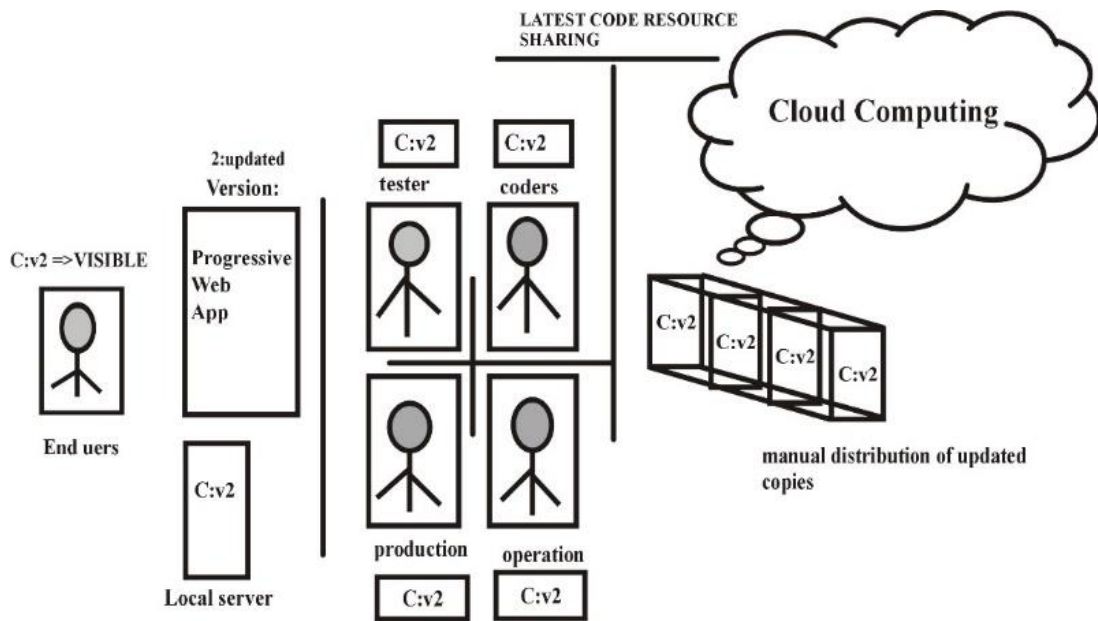 LATEST CODE RESOURCE
SHARING
Cloud Computing
C:v2
C:v2
2:updated
Version:
tester
coders
C:v2 =>VISIBLE
Progressive
Web
App
C:v2
C:v2
C:v2
C:v2
End uers
manual distribution of updated
copies
C:v2
production
operation
Local server
C:v2
C:v2